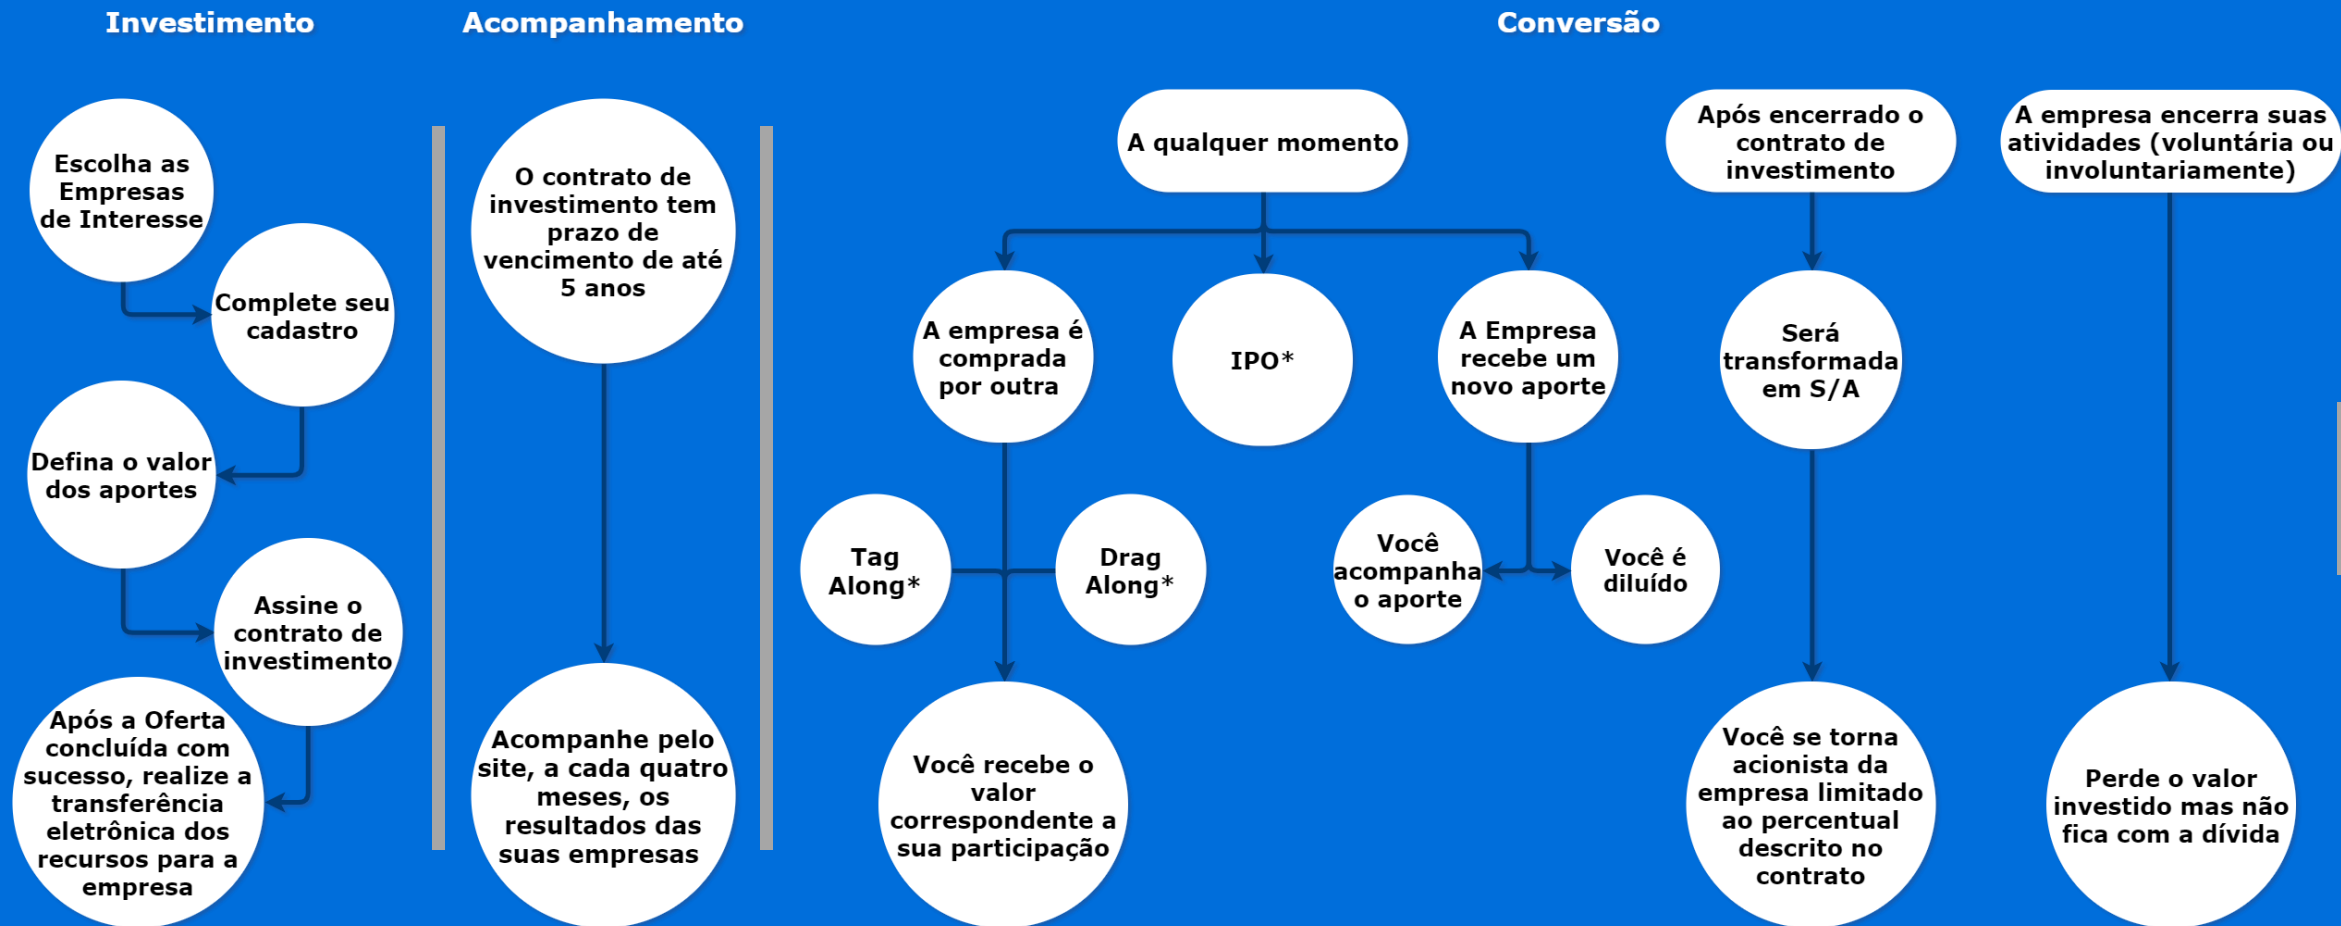 Investimento
Acompanhamento
Conversão
Escolha as
Empresas
de Interesse
Complete seu
cadastro
Defina o valor
dos aportes
Assine o
contrato de
investimento
Após a Oferta
concluída com
sucesso, realize a
transferência
eletrônica dos
recursos para a
empresa
O contrato de
investimento tem
prazo de
vencimento de até
5 anos
Acompanhe pelo
site, a cada quatro
meses, os
resultados das
suas empresas
A qualquer momento
A empresa é
comprada
por outra
IPO*
A Empresa
recebe um
novo aporte
Tag
Along*
Drag
Along*
Você
acompanha
o aporte
Você é
diluído
Você recebe o
valor
correspondente a
sua participação
Após encerrado o
contrato de
investimento
Será
transformada
em S/A
Você se torna
acionista da
empresa limitado
ao percentual
descrito no
contrato
A empresa encerra suas
atividades (voluntária ou
involuntariamente)
Perde o valor
investido mas não
fica com a dívida